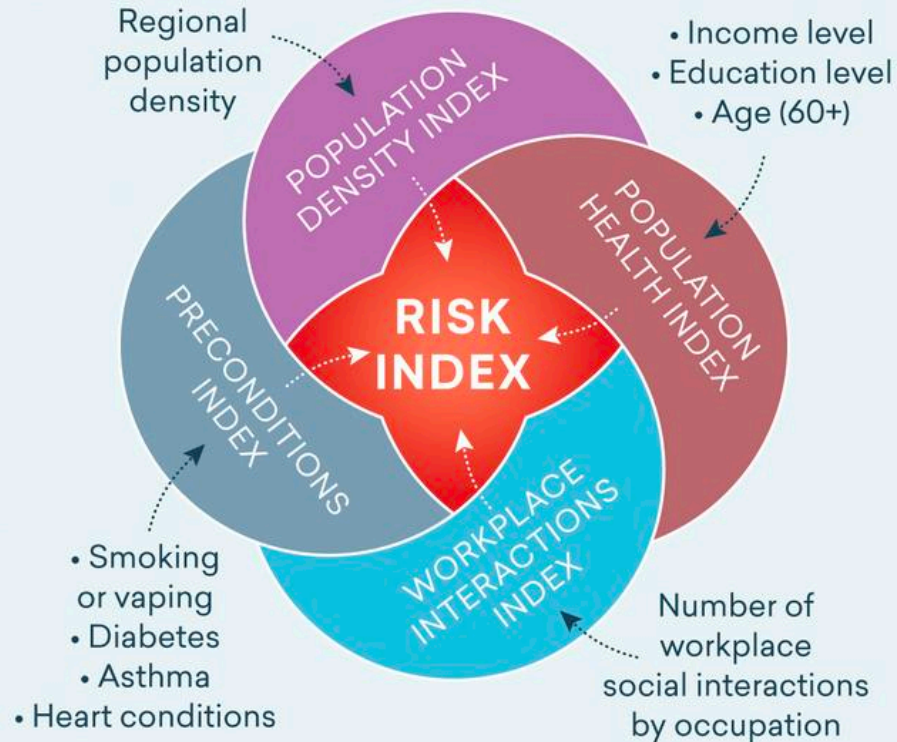 Regional
population
density
• Income level
• Education level
• Age (60+)
POPULATION
DENSITY INDEX
POPULATION
HEALTH INDEX
RISK
INDEX
PRECONDITIONS
INDEX
WORKPLACE
INTERACTIONS
INDEX
• Smoking
or vaping
• Diabetes
• Asthma
• Heart conditions
Number of
workplace
social interactions
by occupation